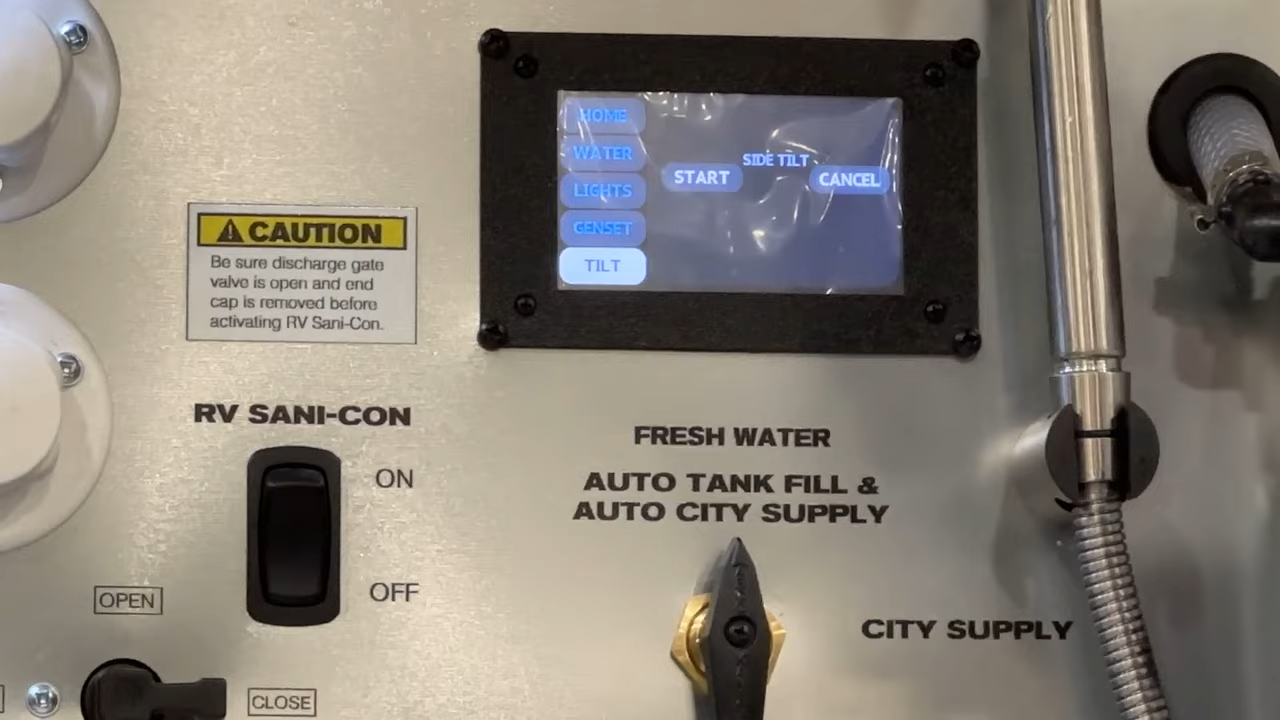 HOME
WATER
LIGHTS
GENSET
TILT
SIDE TILT
START
CANCEL
CAUTION
Be sure discharge gate
valve is open and end
cap is removed before
activating RV Sani-Con.
RV SANI-CON
ON
OFF
FRESH WATER
AUTO TANK FILL &
AUTO CITY SUPPLY
CITY SUPPLY
OPEN
CLOSE